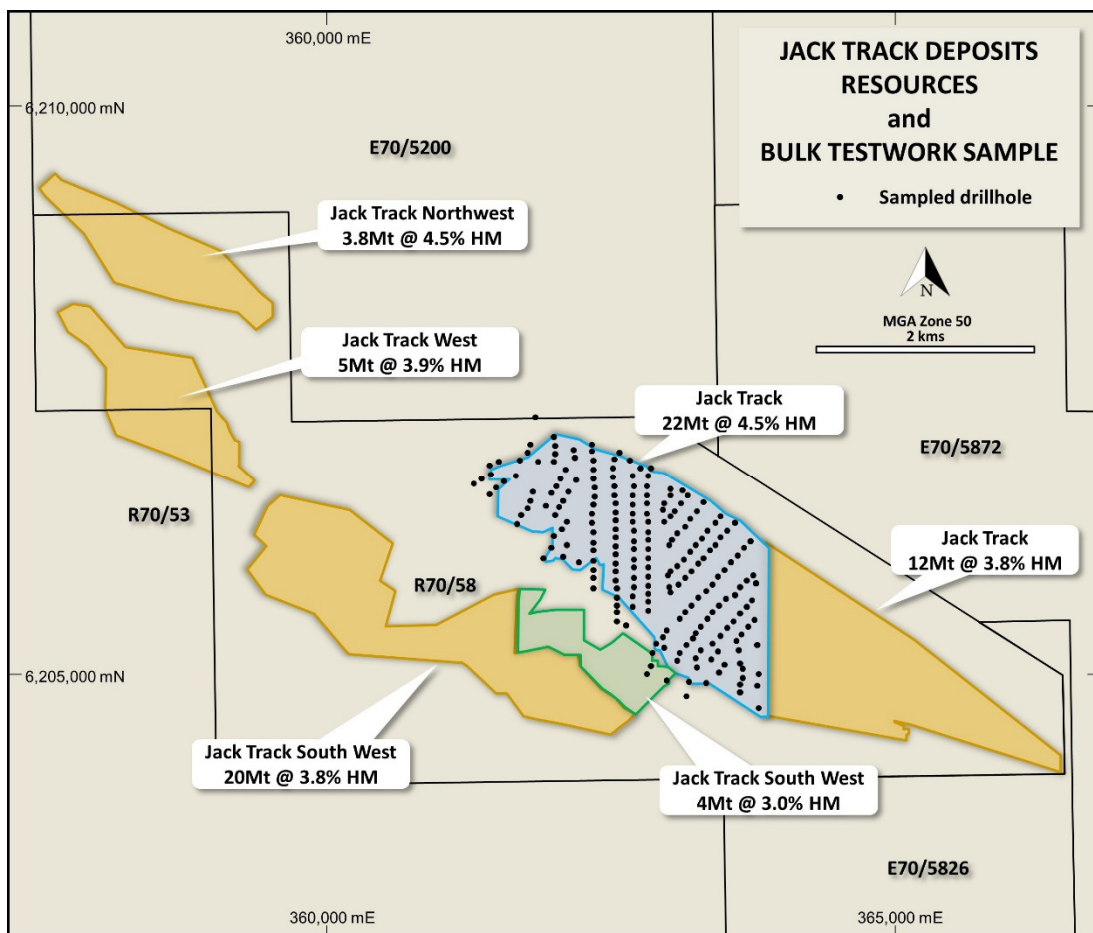 360,000 mE
JACK TRACK DEPOSITS
RESOURCES
and
BULK TESTWORK SAMPLE
Sampled drillhole
6,210,000 mN
E70/5200
Jack Track Northwest
3.8Mt @ 4.5% HM
N
MGA Zone 50
2 kms
Jack Track West
5Mt @ 3.9% HM
Jack Track
22Mt @ 4.5% HM
E70/5872
R70/53
Jack Track
12Mt @ 3.8% HM
R70/58
6,205,000 mN
Jack Track South West
20Mt @ 3.8% HM
Jack Track South West
4Mt @ 3.0% HM
E70/5826
360,000 mE
365,000 mE